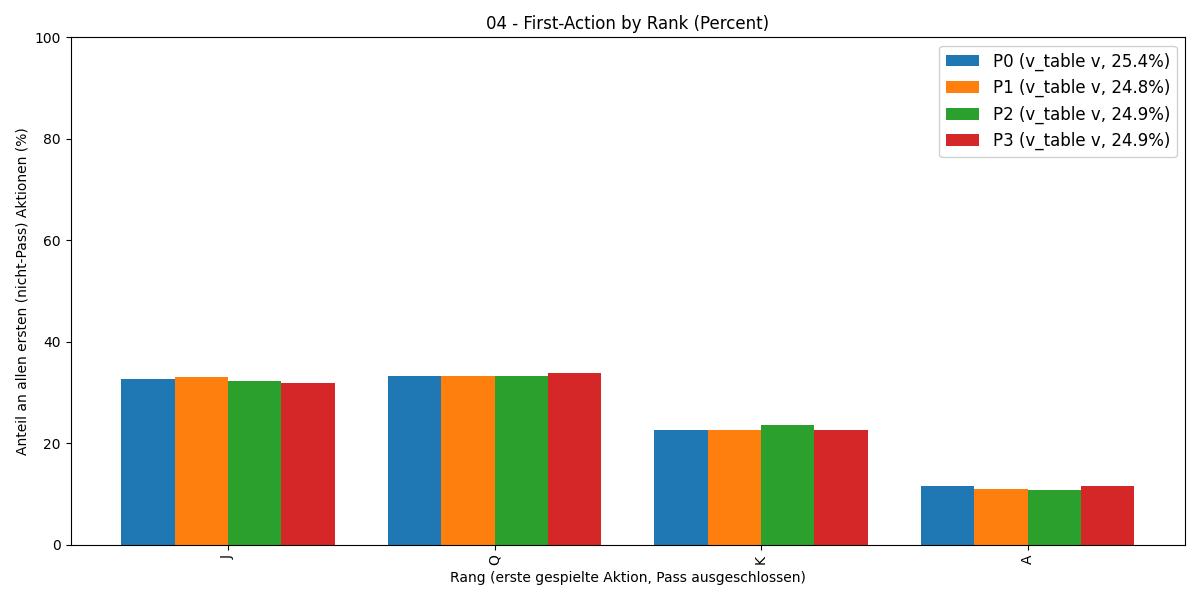 04 - First-Action by Rank (Percent)
Anteil an allen ersten (nicht-Pass) Aktionen (%)
100
80
60
40
20
0
P0 (v_table v, 25.4%)
P1 (v_table v, 24.8%)
P2 (v_table v, 24.9%)
P3 (v_table v, 24.9%)
J
Q
K
A
Rang (erste gespielte Aktion, Pass ausgeschlossen)